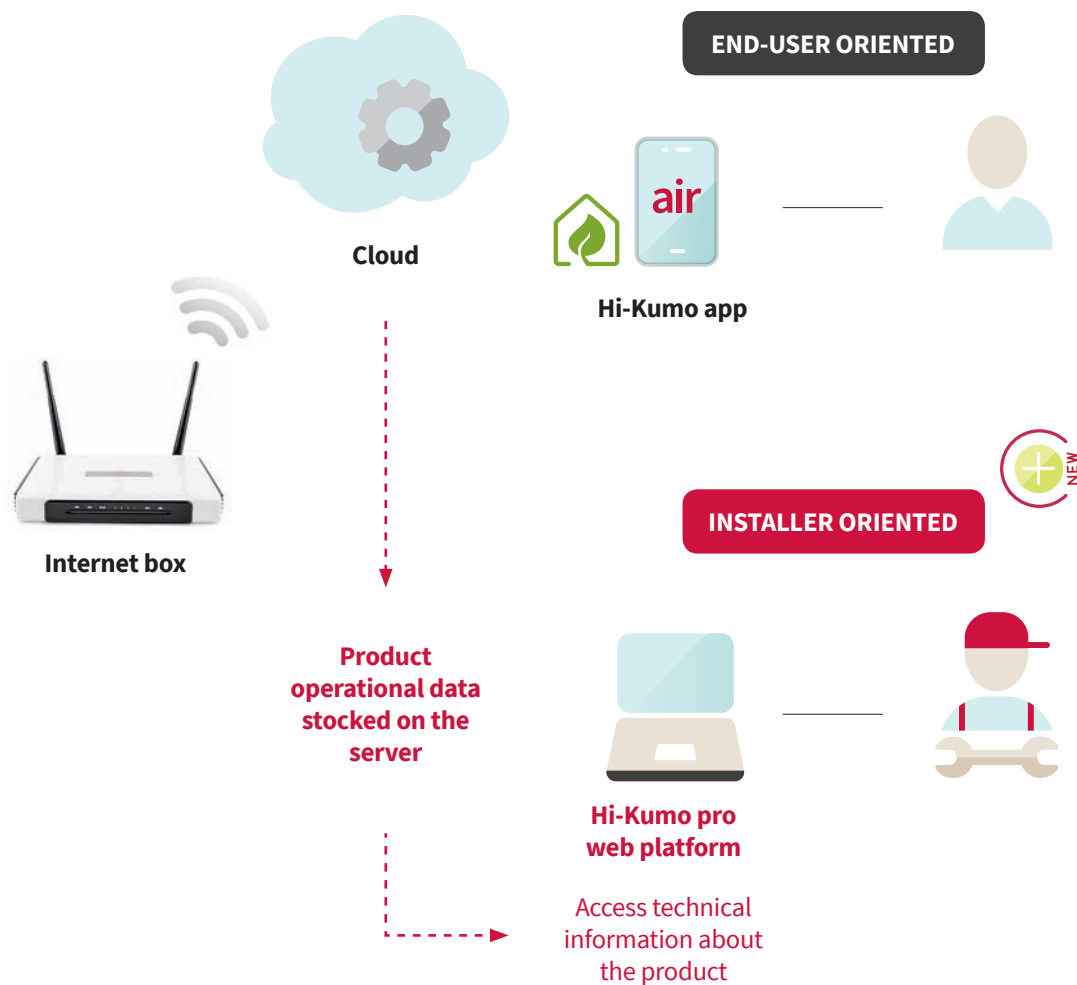 END-USER ORIENTED
air
Cloud
Hi-Kumo app
Internet box
NEW
INSTALLER ORIENTED
Product
operational data
stocked on the
server
Hi-Kumo pro
web platform
Access technical
information about
the product